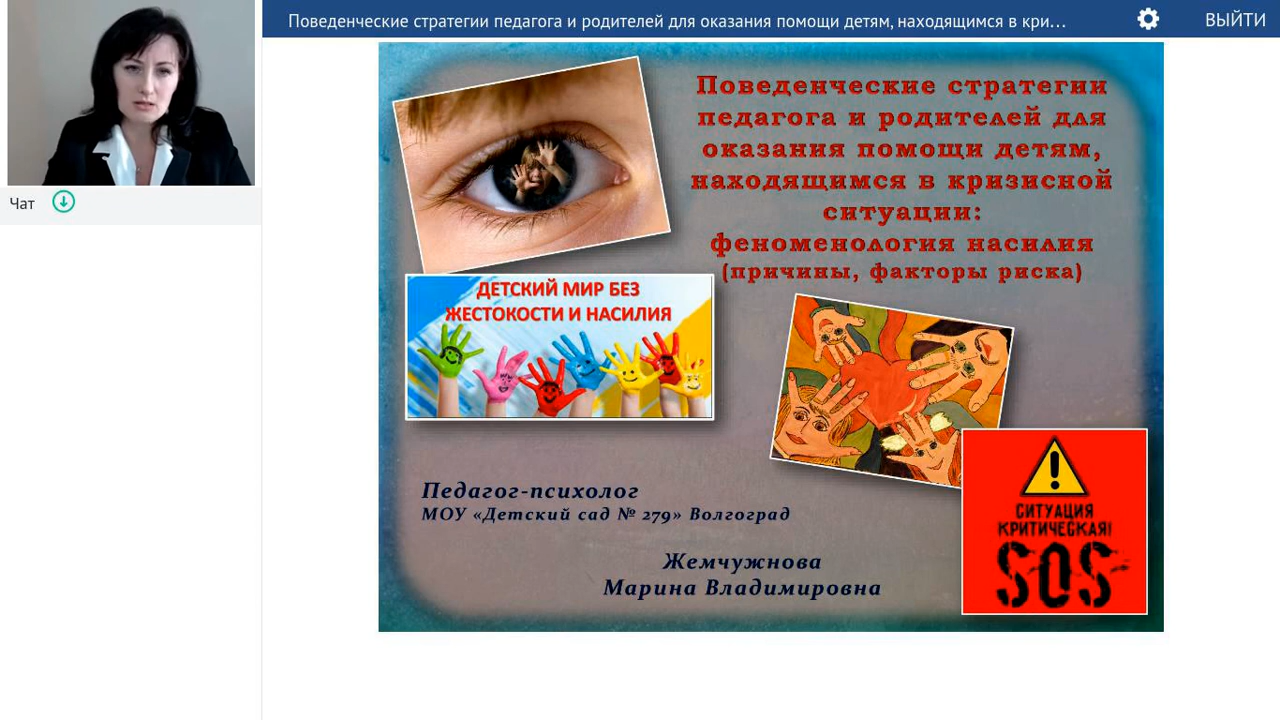 Поведенческие стратегии педагога и родителей для оказания помощи детям, находящимся в кри...
ВЫЙТИ
Чат
Поведенческие стратегии
педагога и родителей для
оказания помощи детям,
находящимся в кризисной
ситуации:
феноменология насилия
(причины, факторы риска)
ДЕТСКИЙ МИР БЕЗ
ЖЕСТОКОСТИ И НАСИЛИЯ
СИТУАЦИЯ
КРИТИЧЕСКАЯ!
SOS
Педагог-психолог
МОУ «Детский сад № 279» Волгоград
Жемчужнова
Марина Владимировна